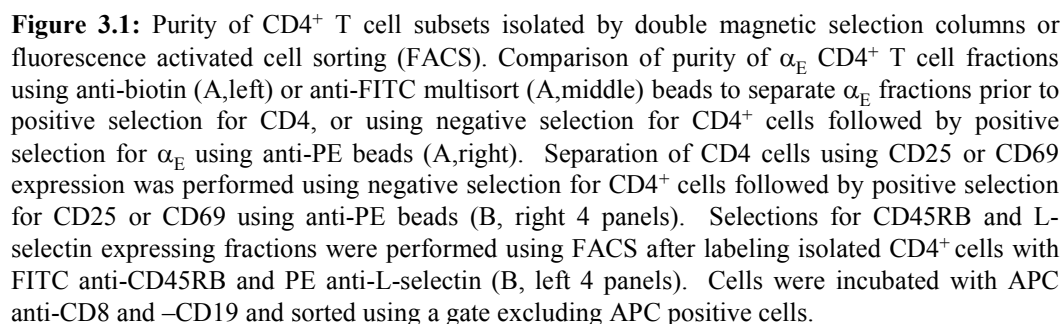 Figure 3.1: Purity of CD4⁺ T cell subsets isolated by double magnetic selection columns or
fluorescence activated cell sorting (FACS). Comparison of purity of αE CD4⁺ T cell fractions
using anti-biotin (A,left) or anti-FITC multisort (A,middle) beads to separate αE fractions prior to
positive selection for CD4, or using negative selection for CD4⁺ cells followed by positive
selection for αE using anti-PE beads (A,right). Separation of CD4 cells using CD25 or CD69
expression was performed using negative selection for CD4⁺ cells followed by positive selection
for CD25 or CD69 using anti-PE beads (B, right 4 panels). Selections for CD45RB and L-
selectin expressing fractions were performed using FACS after labeling isolated CD4⁺ cells with
FITC anti-CD45RB and PE anti-L-selectin (B, left 4 panels). Cells were incubated with APC
anti-CD8 and –CD19 and sorted using a gate excluding APC positive cells.